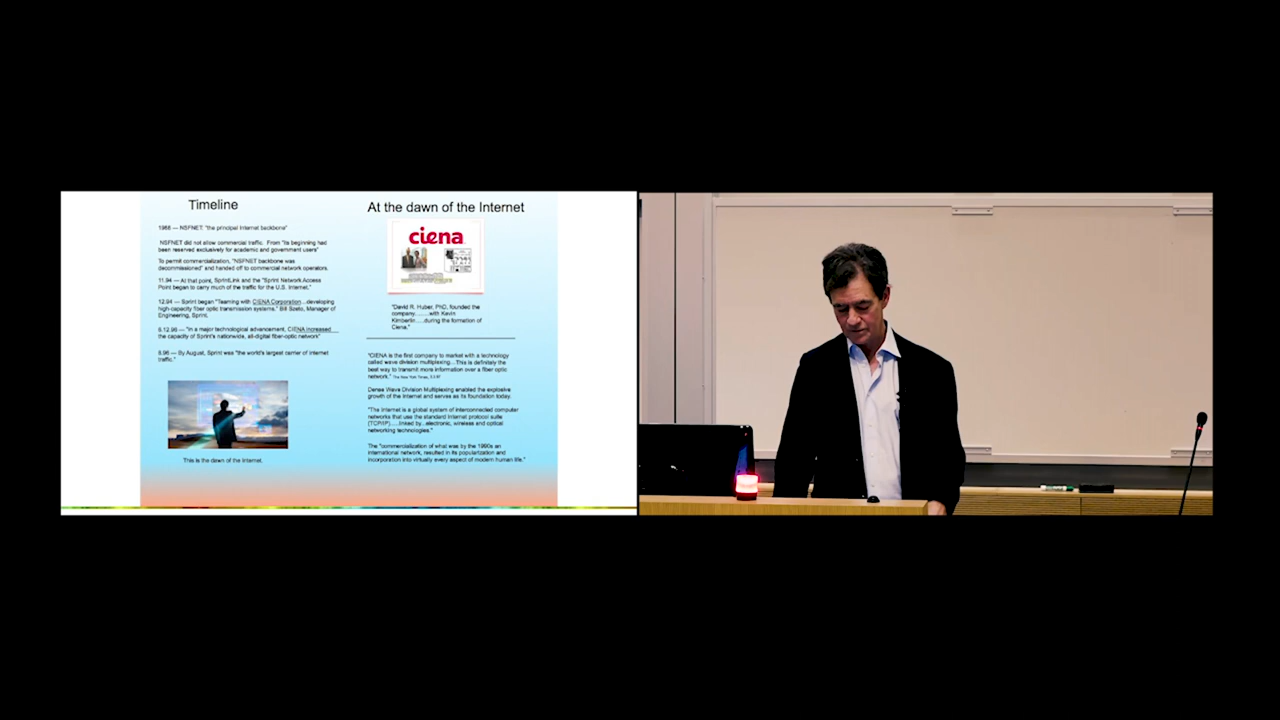 Timeline
1988 — NSFNET "the principal Internet backbone"
NSFNET did not allow commercial traffic. From "its beginning had
been reserved exclusively for academic and government users"
To permit commercialization, "NSFNET backbone was
decommissioned" and handed off to commercial network operators.
11.94 — At that point, SprintLink and the "Sprint Network Access
Point began to carry much of the traffic for the U.S. Internet."
12.94 — Sprint began "Teaming with CIENA Corporation...developing
high-capacity fiber optic transmission systems." Bill Szeto, Manager of
Engineering, Sprint.
6.12.96 — "In a major technological advancement, CIENA increased
the capacity of Sprint's nationwide, all-digital fiber-optic network"
8.96 — By August, Sprint was "the world's largest carrier of Internet
traffic."
This is the dawn of the Internet.
At the dawn of the Internet
ciena
"David R. Huber, PhD, founded the
company........with Kevin
Kimberlin.....during the formation of
Ciena."
"CIENA is the first company to market with a technology
called wave division multiplexing... This is definitely the
best way to transmit more information over a fiber optic
network." The New York Times,
Dense Wave Division Multiplexing enabled the explosive
growth of the Internet and serves as its foundation today.
"The Internet is a global system of interconnected computer
networks that use the standard Internet protocol suite
(TCP/IP).....linked by...electronic, wireless and optical
networking technologies."
The "commercialization of what was by the 1990s an
international network, resulted in its popularization and
incorporation into virtually every aspect of modern human life."